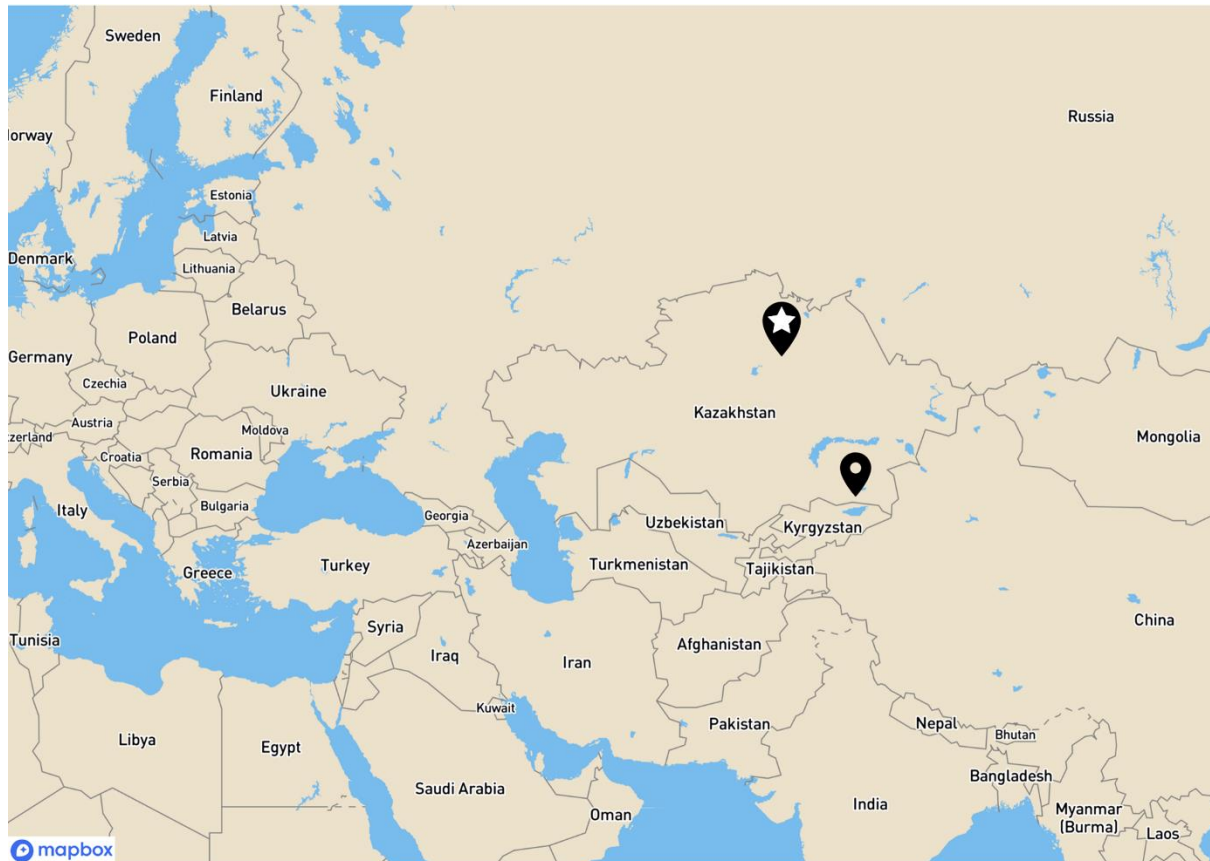 Sweden
Finland
Russia
Norway
Estonia
Latvia
Denmark
Lithuania
Belarus
Poland
Germany
Czechia
Ukraine
Kazakhstan
Austria
Moldova
tzerland
Mongolia
Croatia
Romania
Serbia
Bulgaria
Italy
Georgia
Uzbekistan
Kyrgyzstan
Azerbaijan
Turkey
Greece
Turkmenistan
Tajikistan
China
Syria
Tunisia
Afghanistan
Iraq
Iran
Kuwait
Pakistan
Nepal
Bhutan
Libya
Egypt
Bangladesh
Saudi Arabia
India
Oman
Myanmar
(Burma)
Laos
mapbox